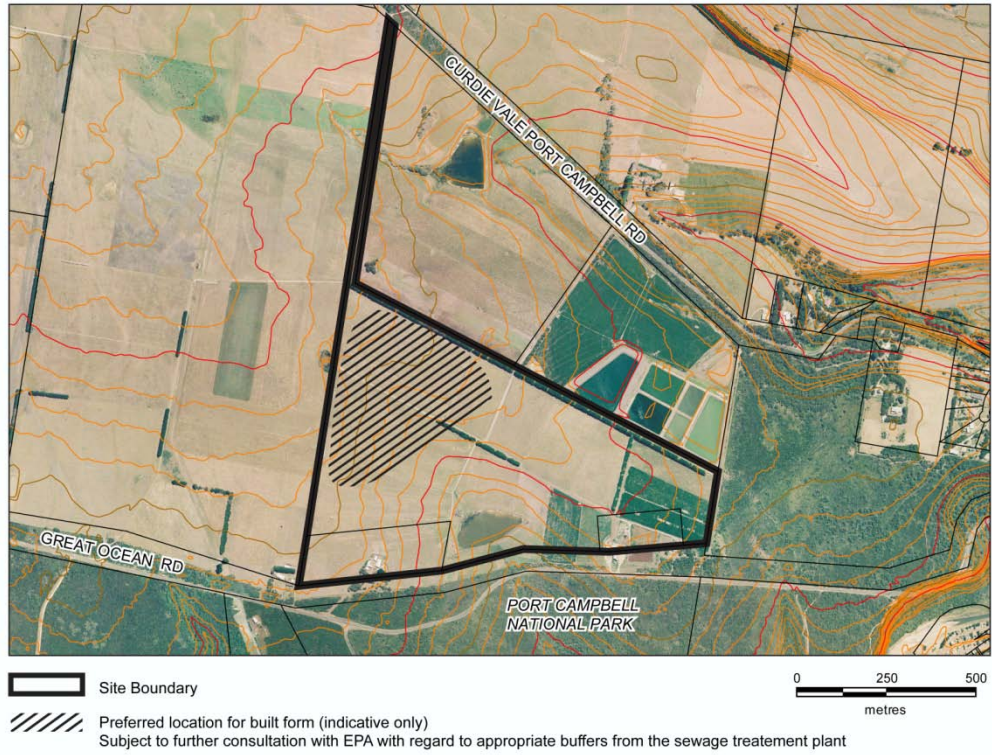 CURDIE VALE PORT CAMPBELL RD
GREAT OCEAN RD
PORT CAMPBELL
NATIONAL PARK
Site Boundary
0 250 500
metres
Preferred location for built form (indicative only)
Subject to further consultation with EPA with regard to appropriate buffers from the sewage treatement plant